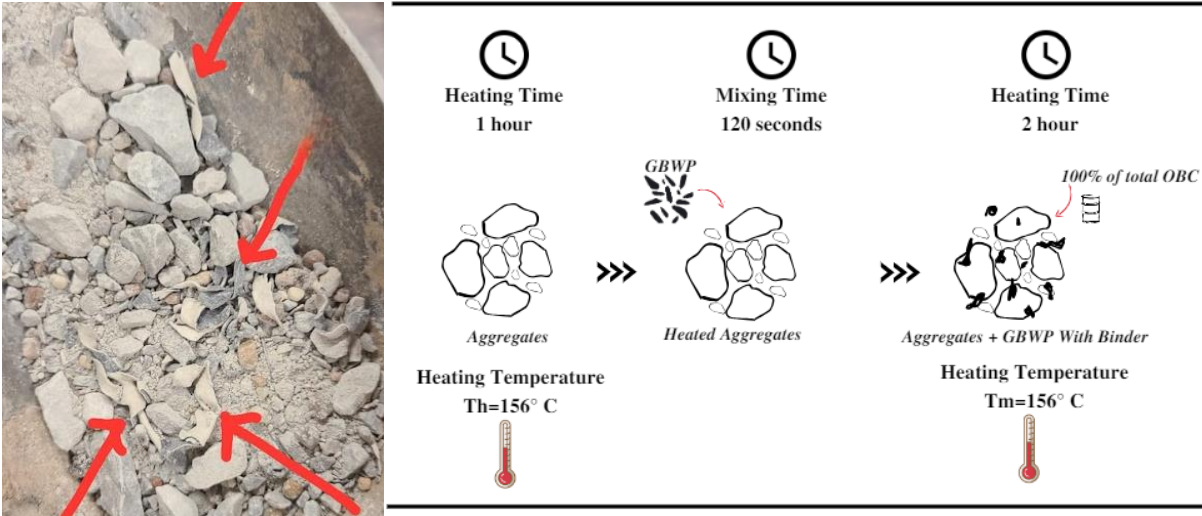 Heating Time
1 hour
Mixing Time
120 seconds
Heating Time
2 hour
GBWP
100% of total OBC
Aggregates
Heated Aggregates
Aggregates + GBWP With Binder
Heating Temperature
Th=156° C
Heating Temperature
Tm=156° C